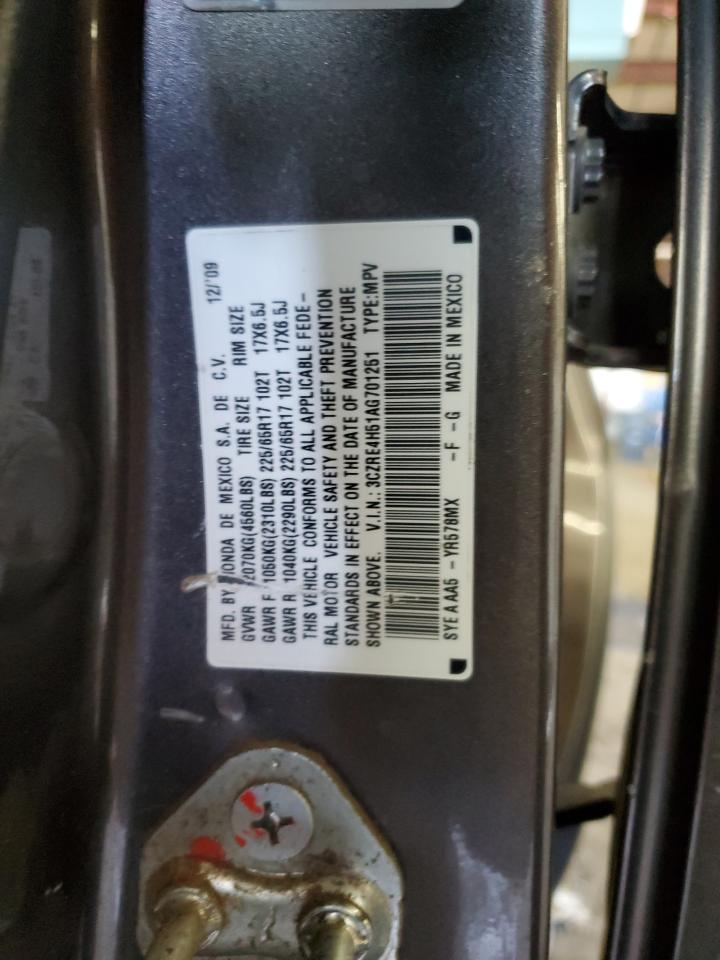 MFD. BY HONDA DE MEXICO S.A. DE C.V. 12/'09
GVWR 2070KG(4560LBS) TIRE SIZE RIM SIZE
GAWR F 1050KG(2310LBS) 225/65R17 102T 17X6.5J
GAWR R 1040KG(2290LBS) 225/65R17 102T 17X6.5J
THIS VEHICLE CONFORMS TO ALL APPLICABLE FEDE-
RAL MOTOR VEHICLE SAFETY AND THEFT PREVENTION
STANDARDS IN EFFECT ON THE DATE OF MANUFACTURE
SHOWN ABOVE. V.I.N.: 3CZRE4H51AG701251 TYPE:MPV
SYE A AA5 - YR578MX - F - G MADE IN MEXICO